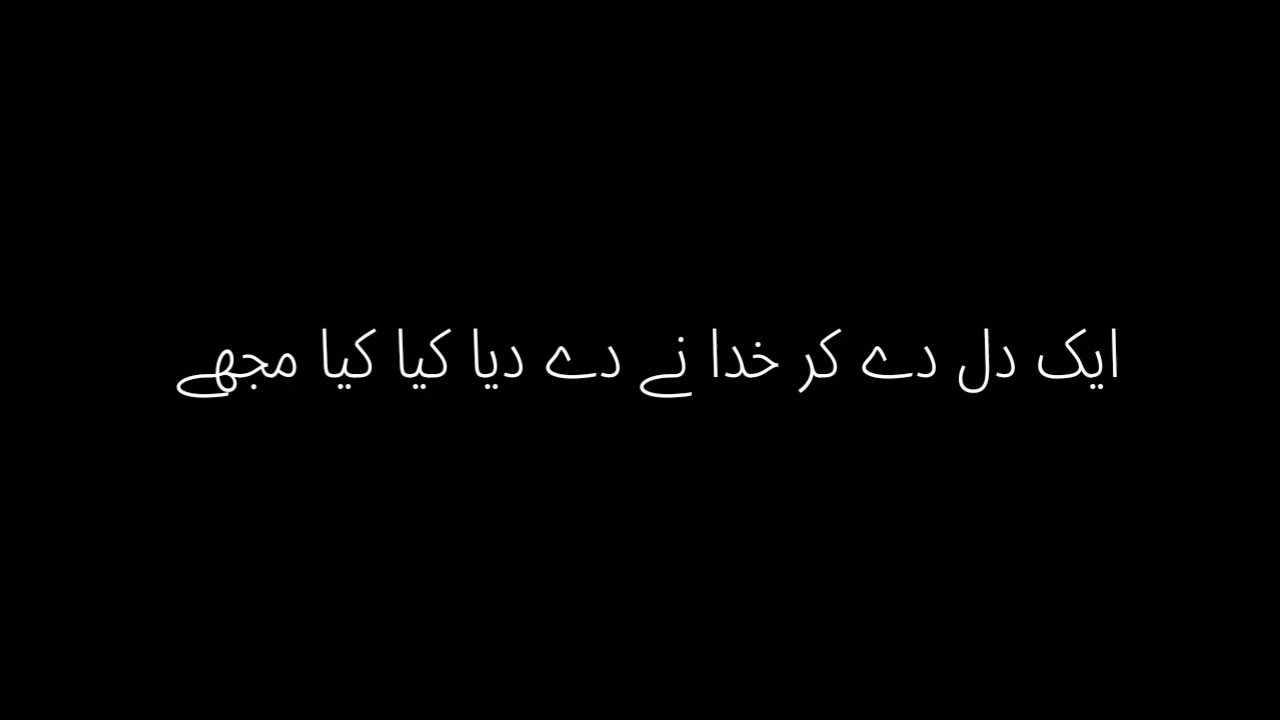 ایک دل دے کر خدا نے دے دیا کیا کیا مجھے